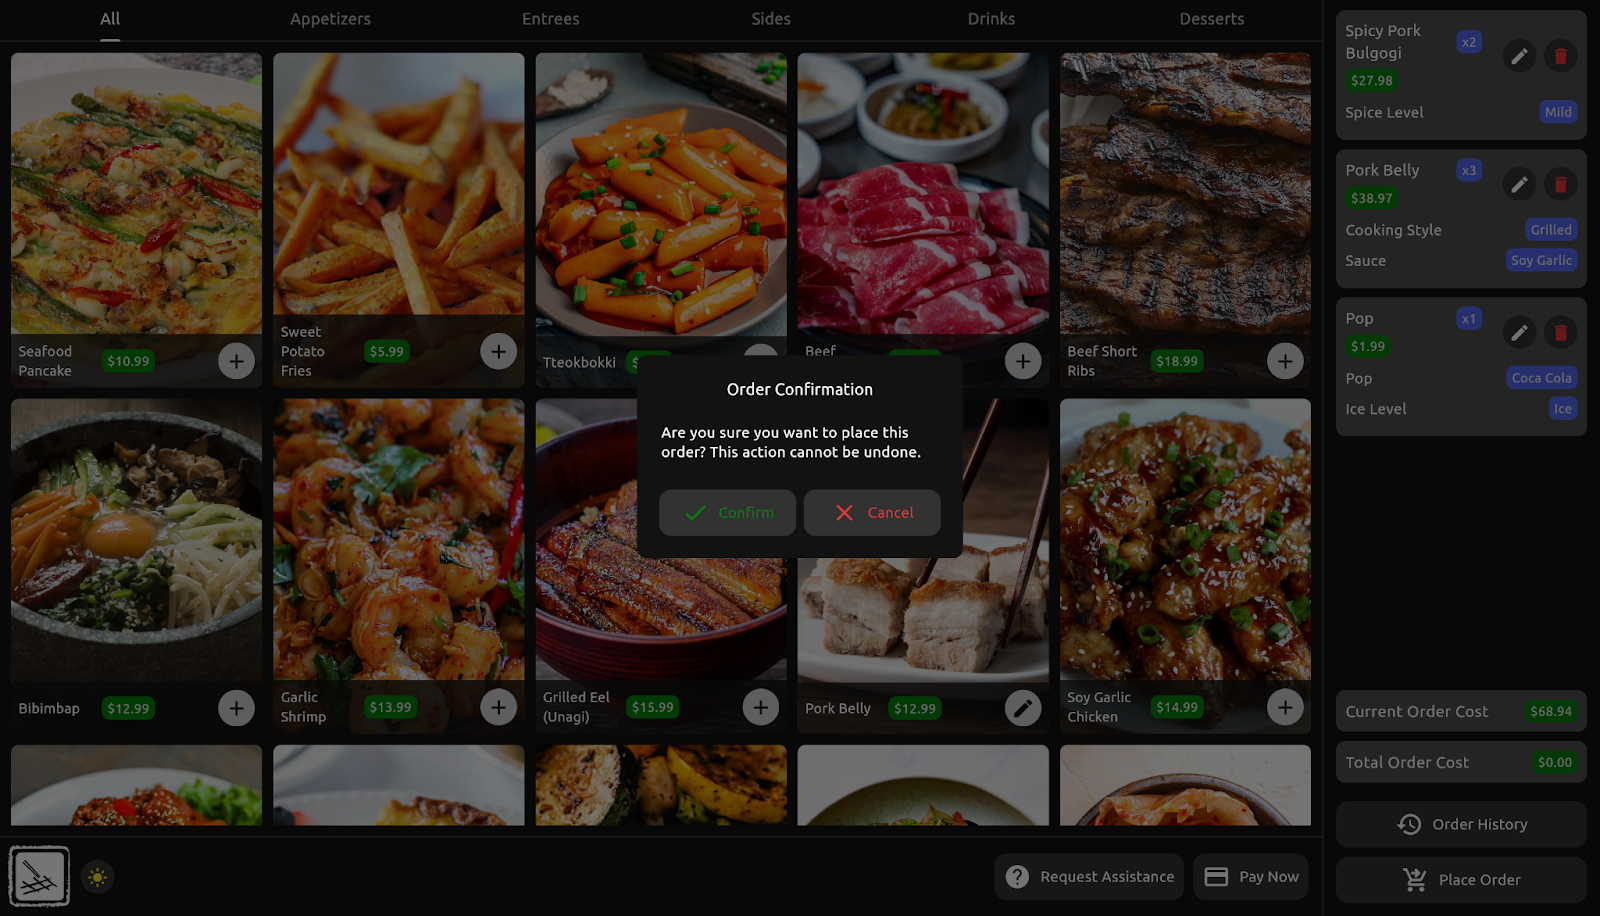 All
Appetizers
Entrees
Sides
Drinks
Desserts
Seafood
Pancake
$10.99
Sweet
Potato
Fries
$5.99
Tteokbokki
Beef
Beef Short
Ribs
$18.99
Order Confirmation
Are you sure you want to place this
order? This action cannot be undone.
Confirm
Cancel
Bibimbap
$12.99
Garlic
Shrimp
$13.99
Grilled Eel
(Unagi)
$15.99
Pork Belly
$12.99
Soy Garlic
Chicken
$14.99
Request Assistance
Pay Now
Spicy Pork
Bulgogi
x2
$27.98
Spice Level
Mild
Pork Belly
x3
$38.97
Cooking Style
Grilled
Sauce
Soy Garlic
Pop
x1
$1.99
Pop
Coca Cola
Ice Level
Ice
Current Order Cost
$68.94
Total Order Cost
$0.00
Order History
Place Order